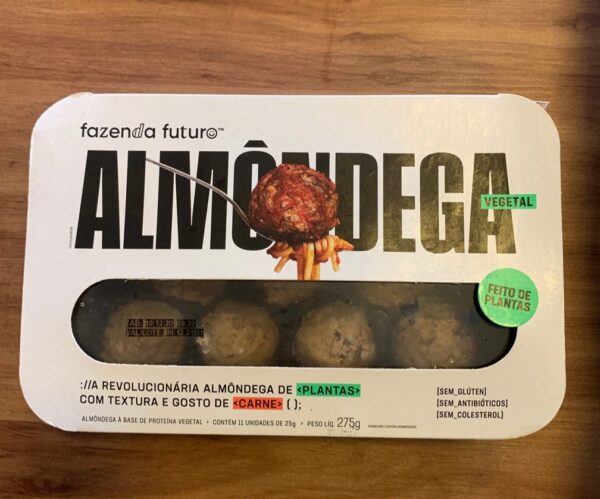 fazenda futuro™
ALMÔNDEGA
VEGETAL
FEITO DE
PLANTAS
://A REVOLUCIONÁRIA ALMÔNDEGA DE <PLANTAS>
COM TEXTURA E GOSTO DE <CARNE> ( );
[SEM_GLÚTEN]
[SEM_ANTIBIÓTICOS]
[SEM_COLESTEROL]
ALMÔNDEGA À BASE DE PROTEÍNA VEGETAL • CONTÉM 11 UNIDADES DE 25g • PESO LÍQ. 275g